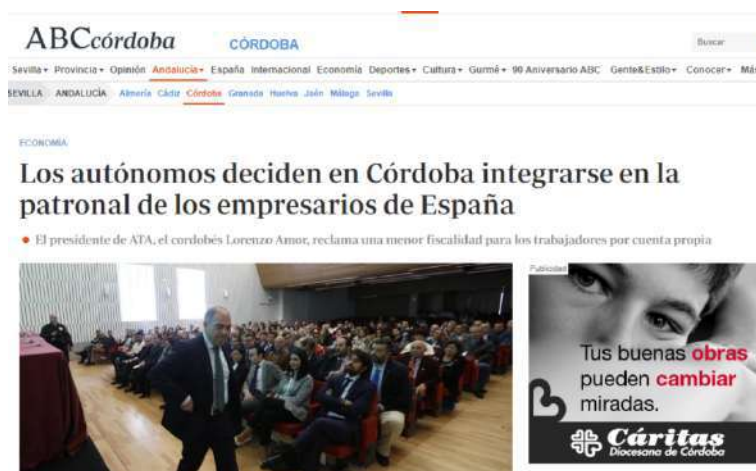 ABCcórdoba
CÓRDOBA
Buscar
Sevilla Provincia Opinión Andalucía España Internacional Economía Deportes Cultura Gurmé 90 Aniversario ABC Gente&Estilo Conocer Más
SEVILLA ANDALUCÍA Almería Cádiz Córdoba Granada Huelva Jaén Málaga Sevilla
ECONOMÍA
Los autónomos deciden en Córdoba integrarse en la
patronal de los empresarios de España
El presidente de ATA, el cordobés Lorenzo Amor, reclama una menor fiscalidad para los trabajadores por cuenta propia
Publicidad
Tus buenas obras
pueden cambiar
miradas.
Cáritas
Diocesana de Córdoba